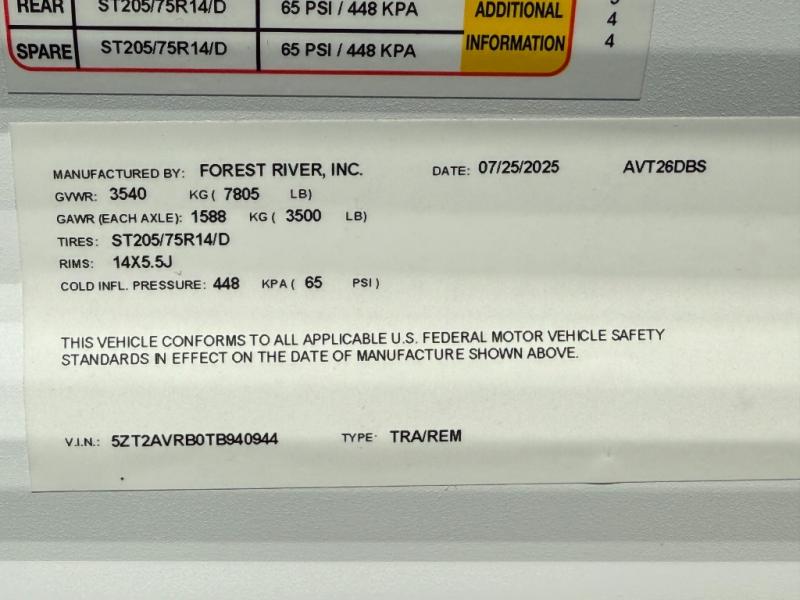 REAR ST205/75R14/D 65 PSI / 448 KPA ADDITIONAL
SPARE ST205/75R14/D 65 PSI / 448 KPA INFORMATION
4
4
MANUFACTURED BY: FOREST RIVER, INC. DATE: 07/25/2025 AVT26DBS
GVWR: 3540 KG ( 7805 LB)
GAWR (EACH AXLE): 1588 KG ( 3500 LB)
TIRES: ST205/75R14/D
RIMS: 14X5.5J
COLD INFL. PRESSURE: 448 KPA ( 65 PSI )
THIS VEHICLE CONFORMS TO ALL APPLICABLE U.S. FEDERAL MOTOR VEHICLE SAFETY
STANDARDS IN EFFECT ON THE DATE OF MANUFACTURE SHOWN ABOVE.
V.I.N.: 5ZT2AVRB0TB940944 TYPE: TRA/REM